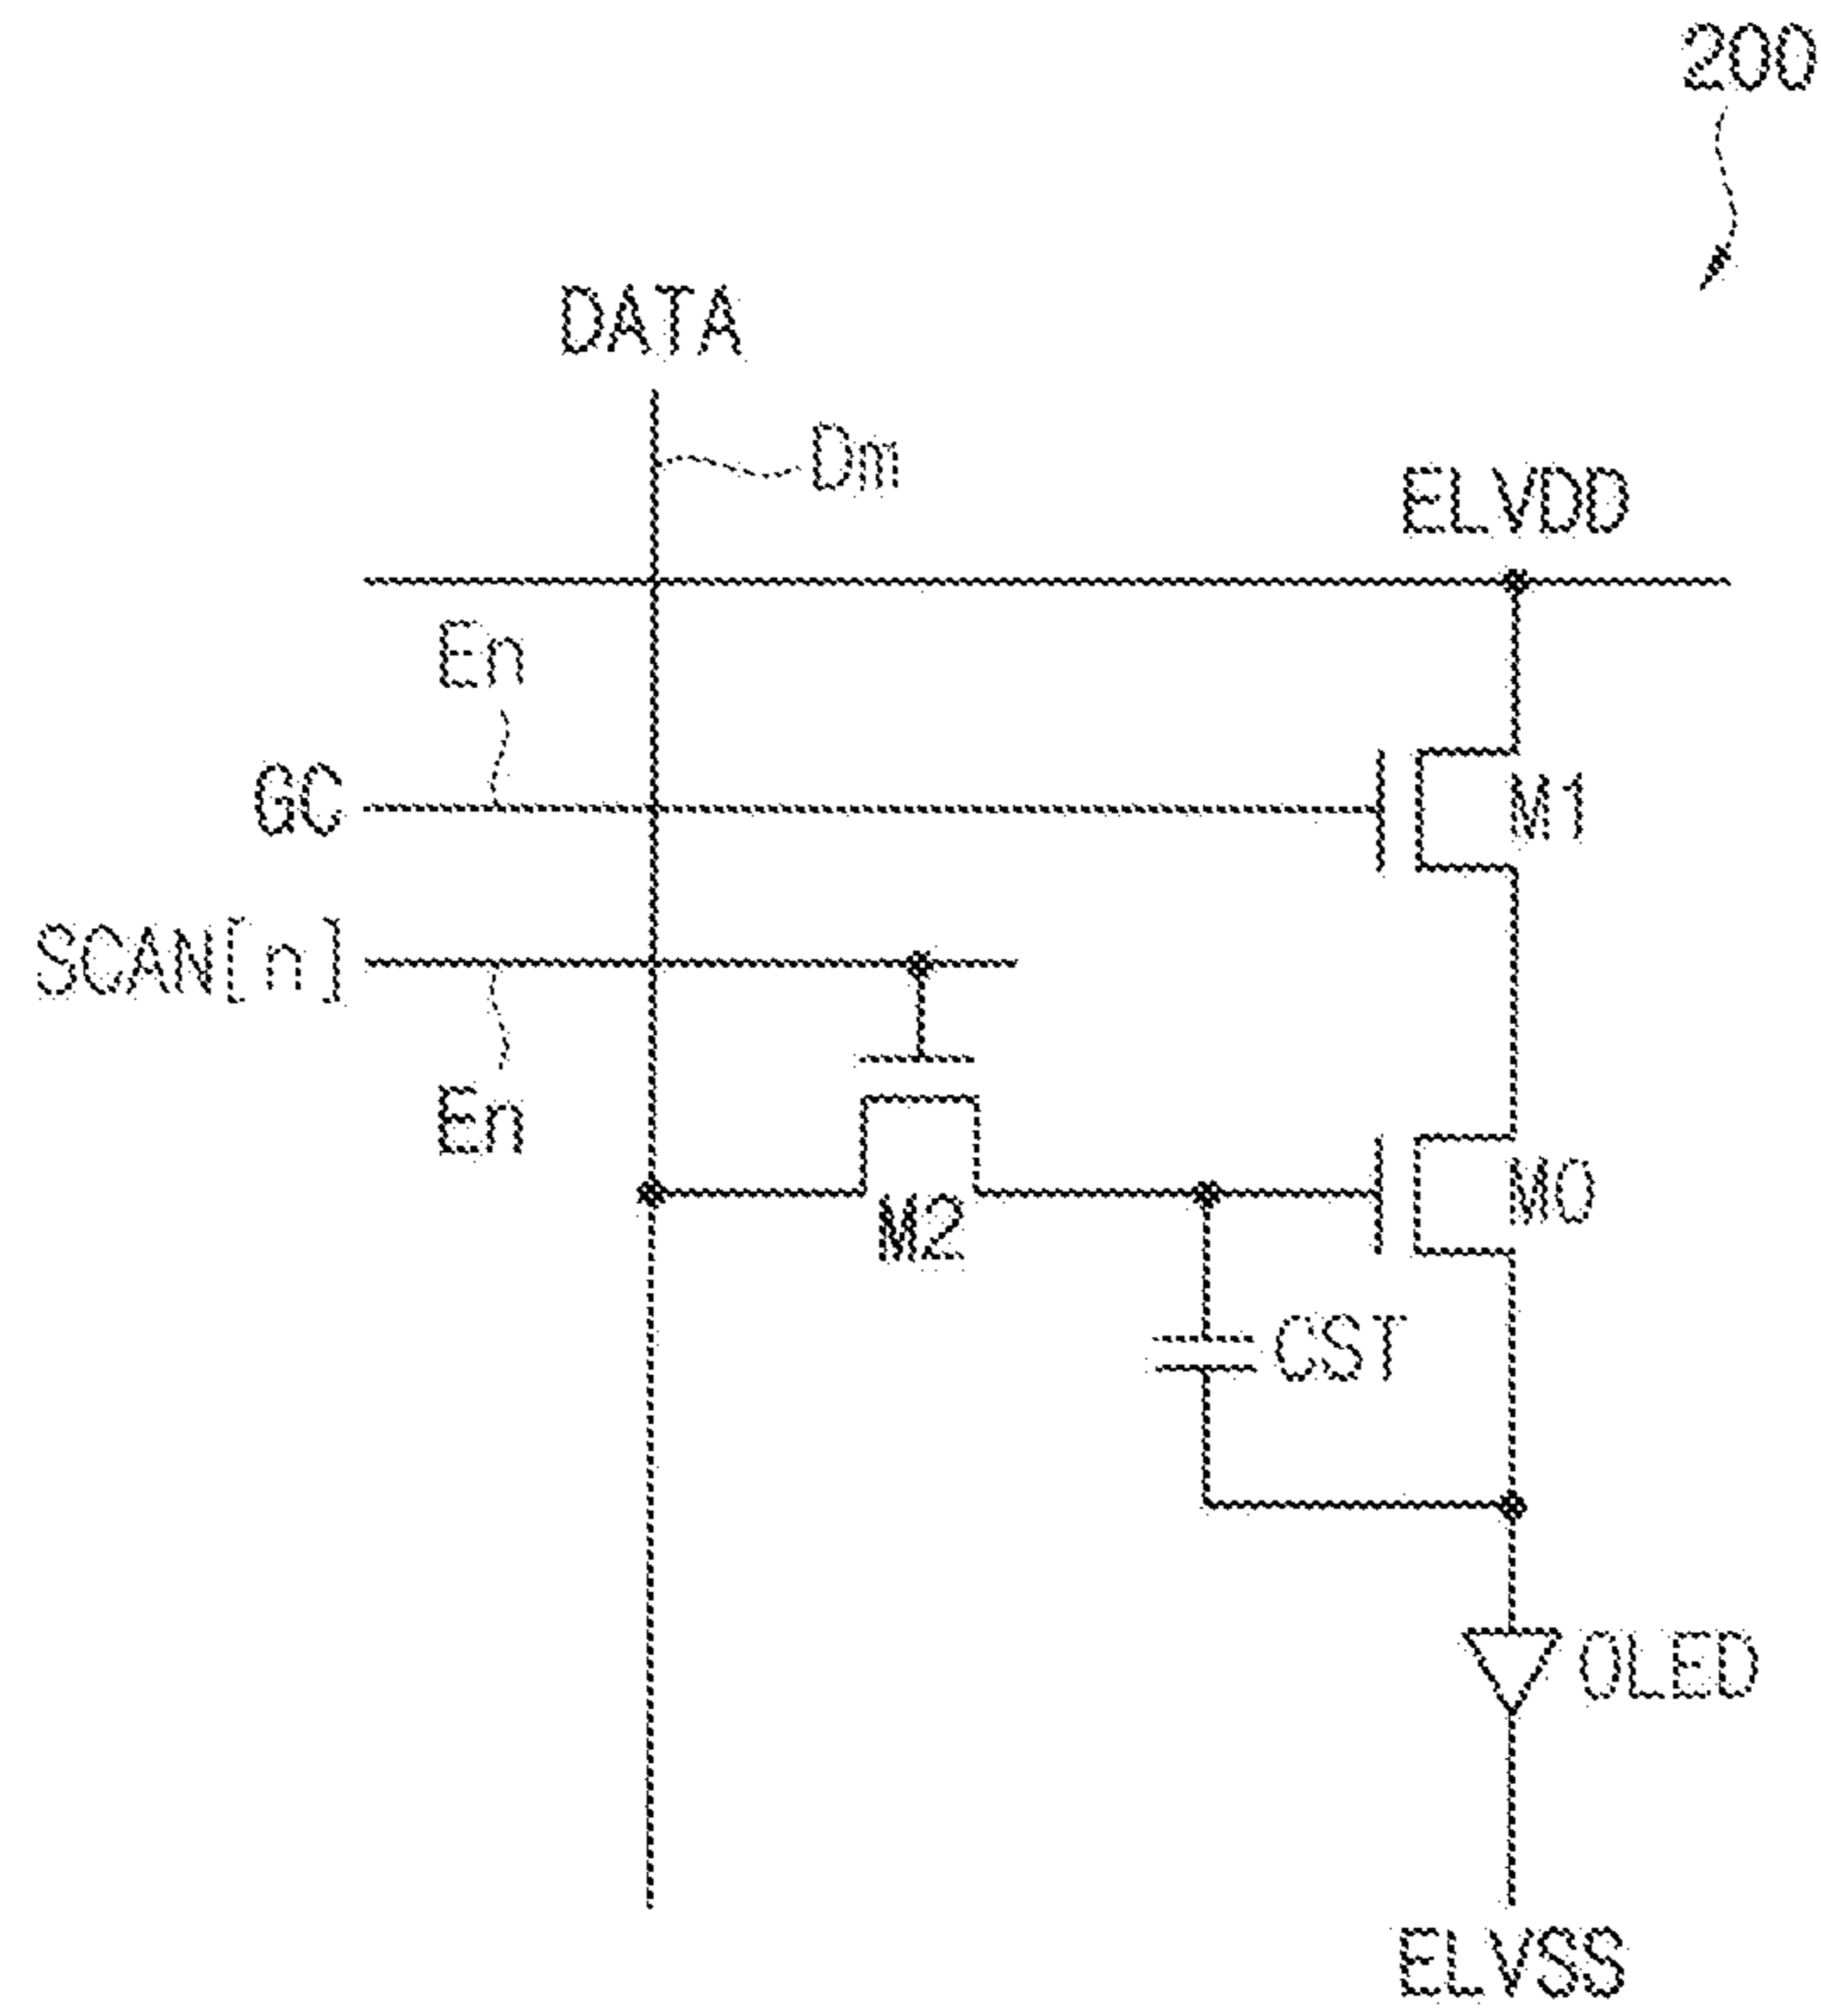 200
DATA
Dm
ELVDD
En
GC
M1
SCAN[n]
En
M0
M2
CST
OLED
ELVSS